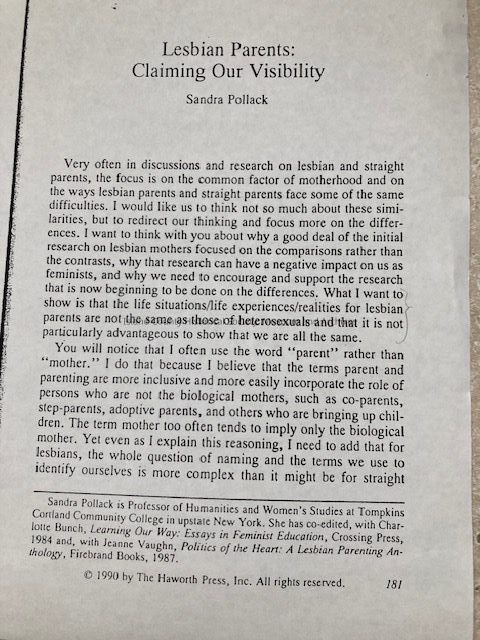 Lesbian Parents:
Claiming Our Visibility
Sandra Pollack
Very often in discussions and research on lesbian and straight
parents, the focus is on the common factor of motherhood and on
the ways lesbian parents and straight parents face some of the same
difficulties. I would like us to think not so much about these simi-
larities, but to redirect our thinking and focus more on the differ-
ences. I want to think with you about why a good deal of the initial
research on lesbian mothers focused on the comparisons rather than
the contrasts, why that research can have a negative impact on us as
feminists, and why we need to encourage and support the research
that is now beginning to be done on the differences. What I want to
show is that the life situations/life experiences/realities for lesbian
parents are not the same as those of heterosexuals and that it is not
particularly advantageous to show that we are all the same.
You will notice that I often use the word "parent" rather than
"mother." I do that because I believe that the terms parent and
parenting are more inclusive and more easily incorporate the role of
persons who are not the biological mothers, such as co-parents,
step-parents, adoptive parents, and others who are bringing up chil-
dren. The term mother too often tends to imply only the biological
mother. Yet even as I explain this reasoning, I need to add that for
lesbians, the whole question of naming and the terms we use to
identify ourselves is more complex than it might be for straight
Sandra Pollack is Professor of Humanities and Women's Studies at Tompkins
Cortland Community College in upstate New York. She has co-edited, with Char-
lotte Bunch, Learning Our Way: Essays in Feminist Education, Crossing Press,
1984 and, with Jeanne Vaughn, Politics of the Heart: A Lesbian Parenting An-
thology, Firebrand Books, 1987.
© 1990 by The Haworth Press, Inc. All rights reserved. 181